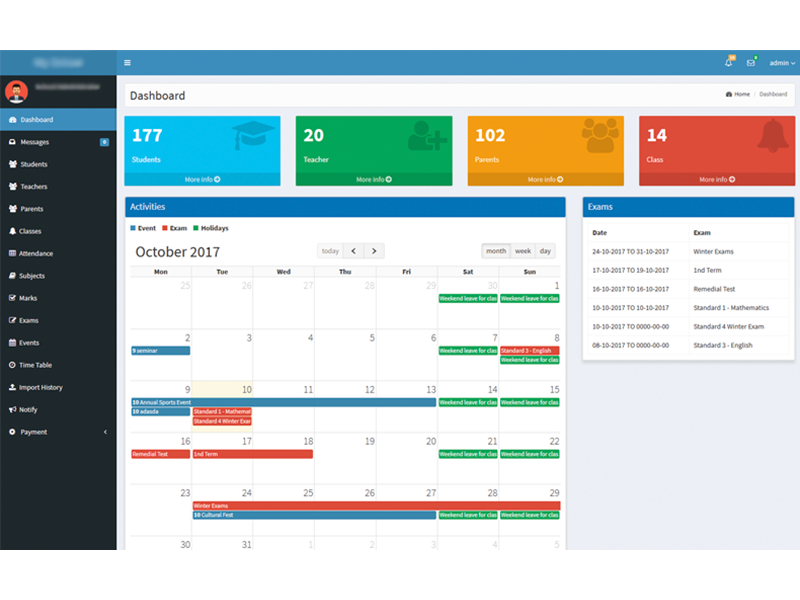 10 5 admin
Dashboard
Home / Dashboard
Dashboard
Messages 0
Students
Teachers
Parents
Classes
Attendance
Subjects
Marks
Exams
Events
Time Table
Import History
Notify
Payment
177
Students
More info
20
Teacher
More info
102
Parents
More info
14
Class
More info
Activities
Event Exam Holidays
October 2017
today
month week day
Mon Tue Wed Thu Fri Sat Sun
25 26 27 28 29 30 1
Weekend leave for clas Weekend leave for clas
2 3 4 5 6 7 8
9 seminar Weekend leave for clas Standard 3 - English
Weekend leave for clas
9 10 11 12 13 14 15
10 Annual Sports Event Weekend leave for clas Weekend leave for clas
10 adasda Standard 1 - Mathemat
Standard 4 Winter Exar
16 17 18 19 20 21 22
Remedial Test 1nd Term Weekend leave for clas Weekend leave for clas
23 24 25 26 27 28 29
Winter Exams
10 Cultural Fest Weekend leave for clas Weekend leave for clas
30 31 1 2 3 4 5
Exams
Date Exam
24-10-2017 TO 31-10-2017 Winter Exams
17-10-2017 TO 19-10-2017 1nd Term
16-10-2017 TO 16-10-2017 Remedial Test
10-10-2017 TO 10-10-2017 Standard 1 - Mathematics
10-10-2017 TO 0000-00-00 Standard 4 Winter Exam
08-10-2017 TO 0000-00-00 Standard 3 - English